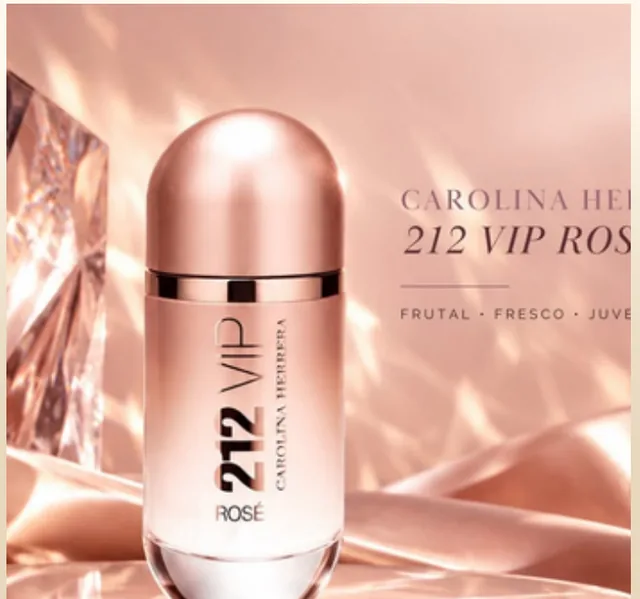 CAROLINA HE
212 VIP ROS
FRUTAL • FRESCO • JUVE
212 VIP
ROSÉ
CAROLINA HERRERA